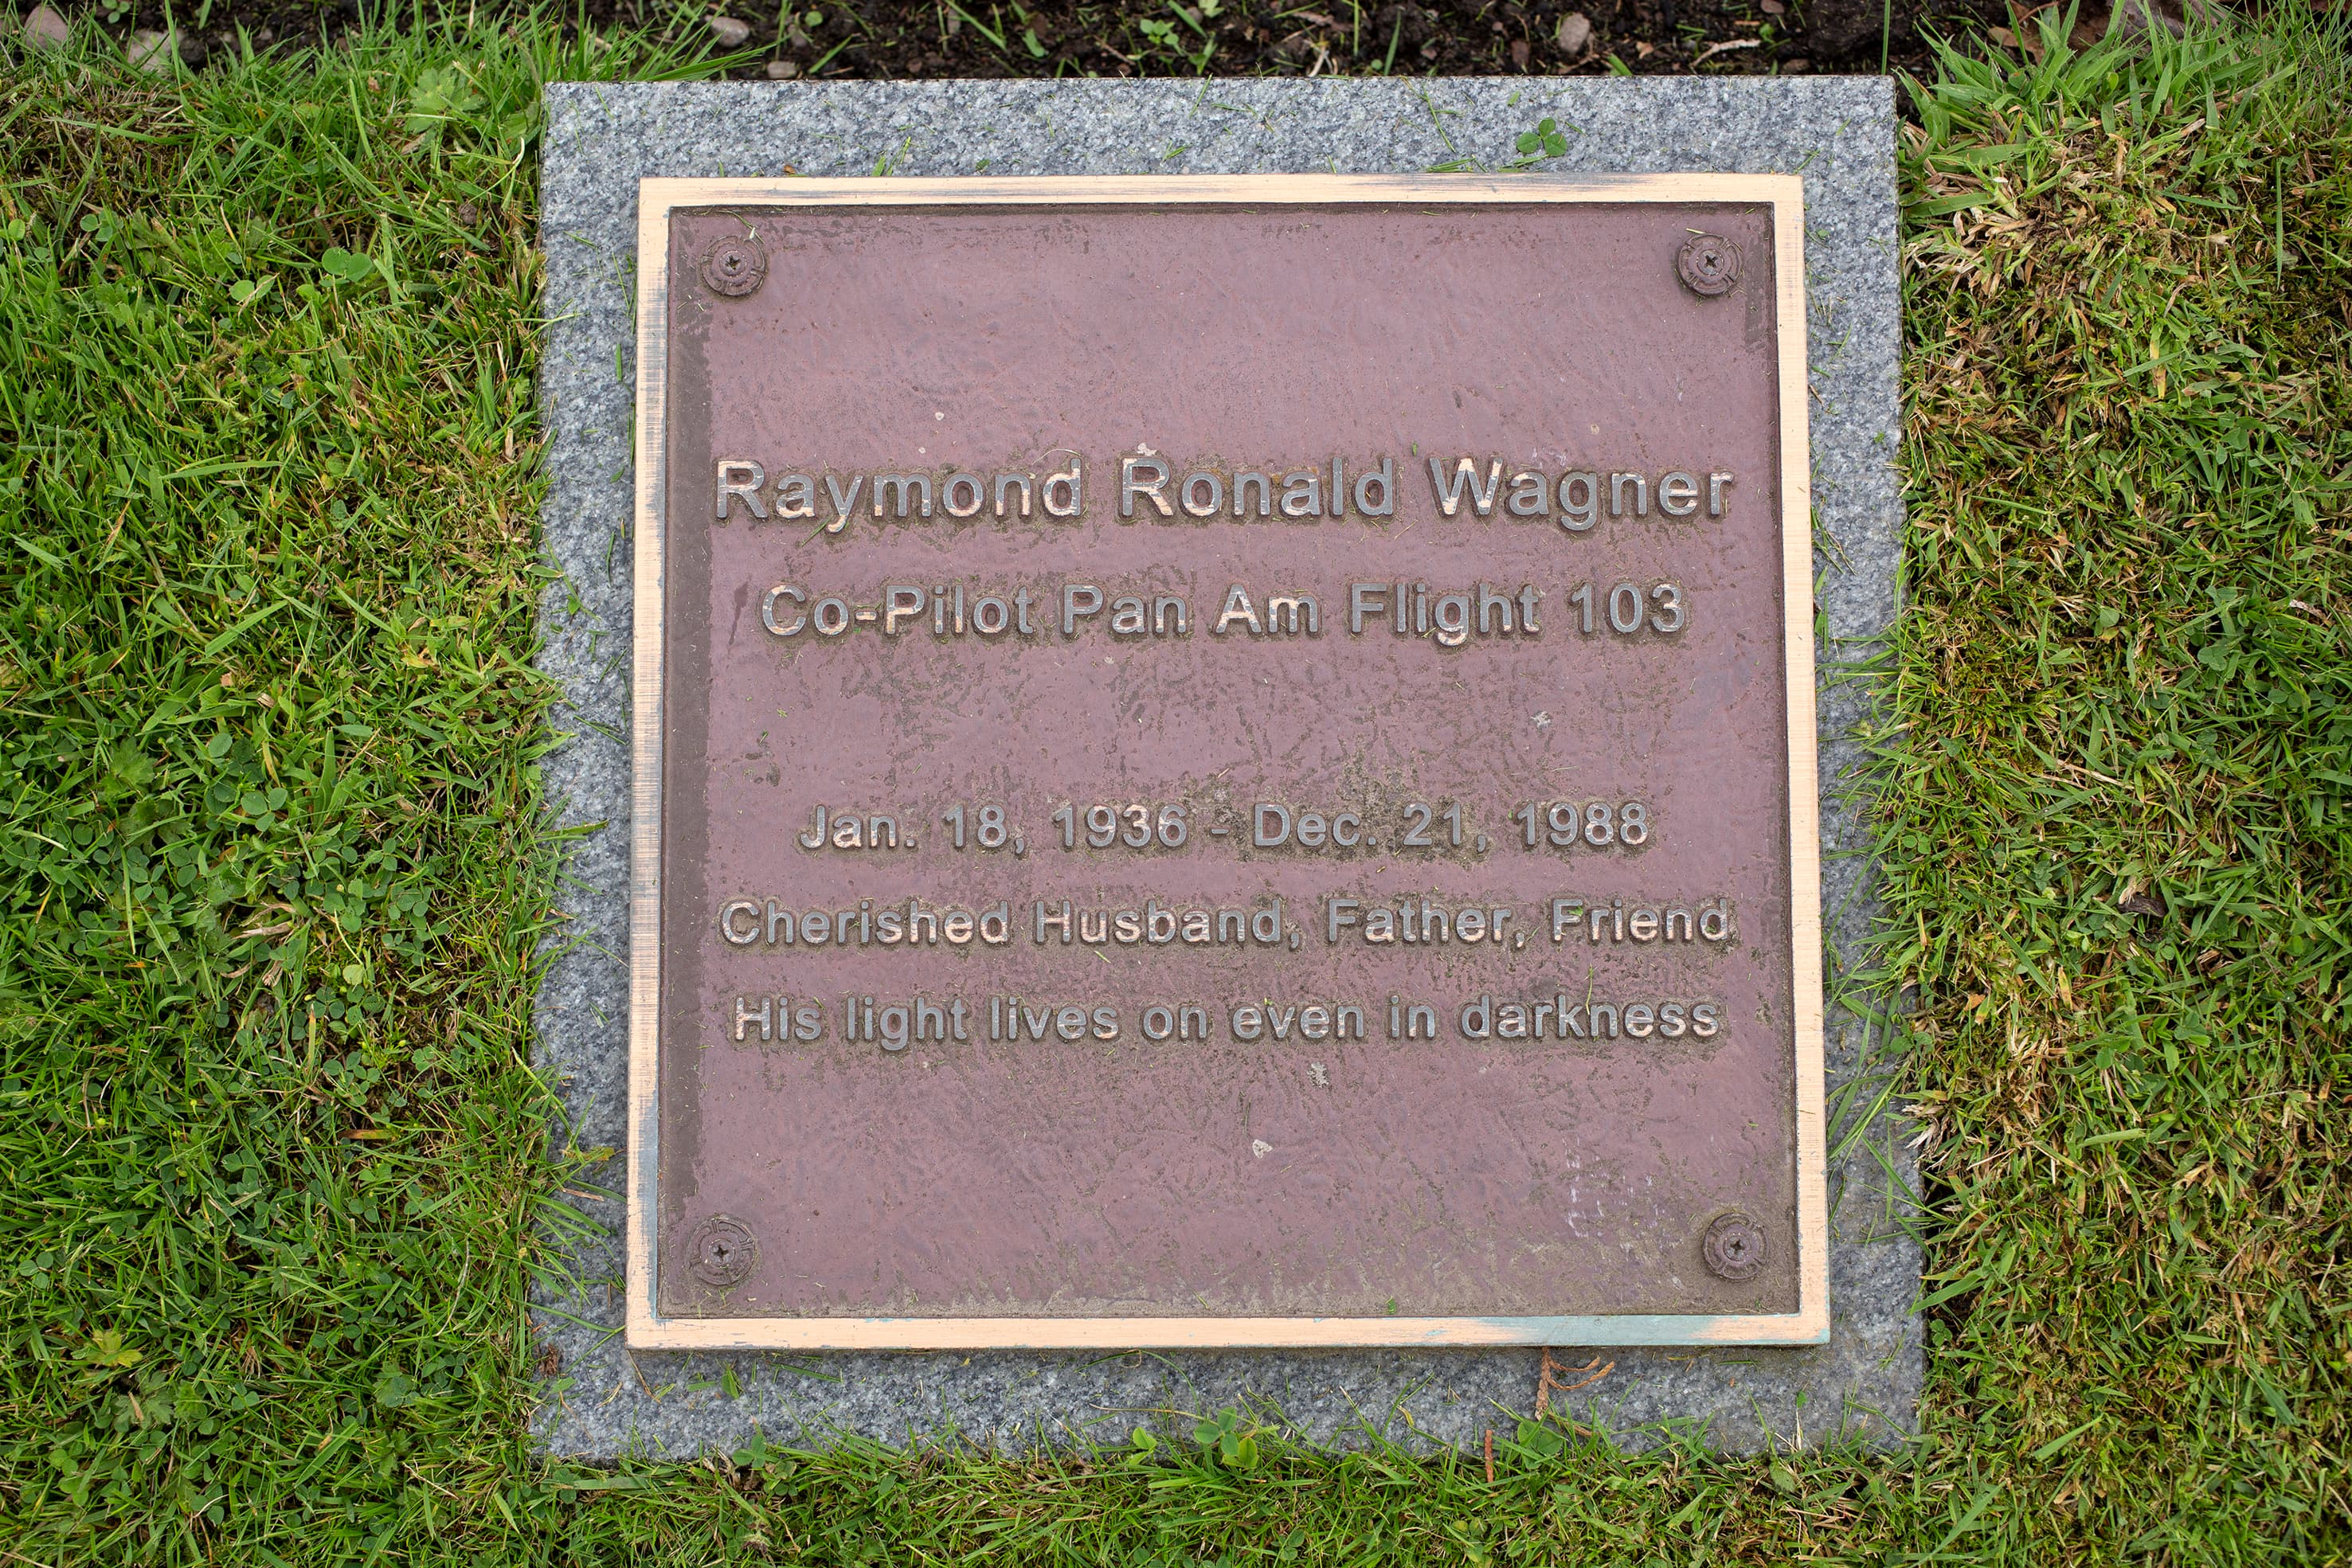 Raymond Ronald Wagner
Co-Pilot Pan Am Flight 103
Jan. 18, 1936 - Dec. 21, 1988
Cherished Husband, Father, Friend
His light lives on even in darkness